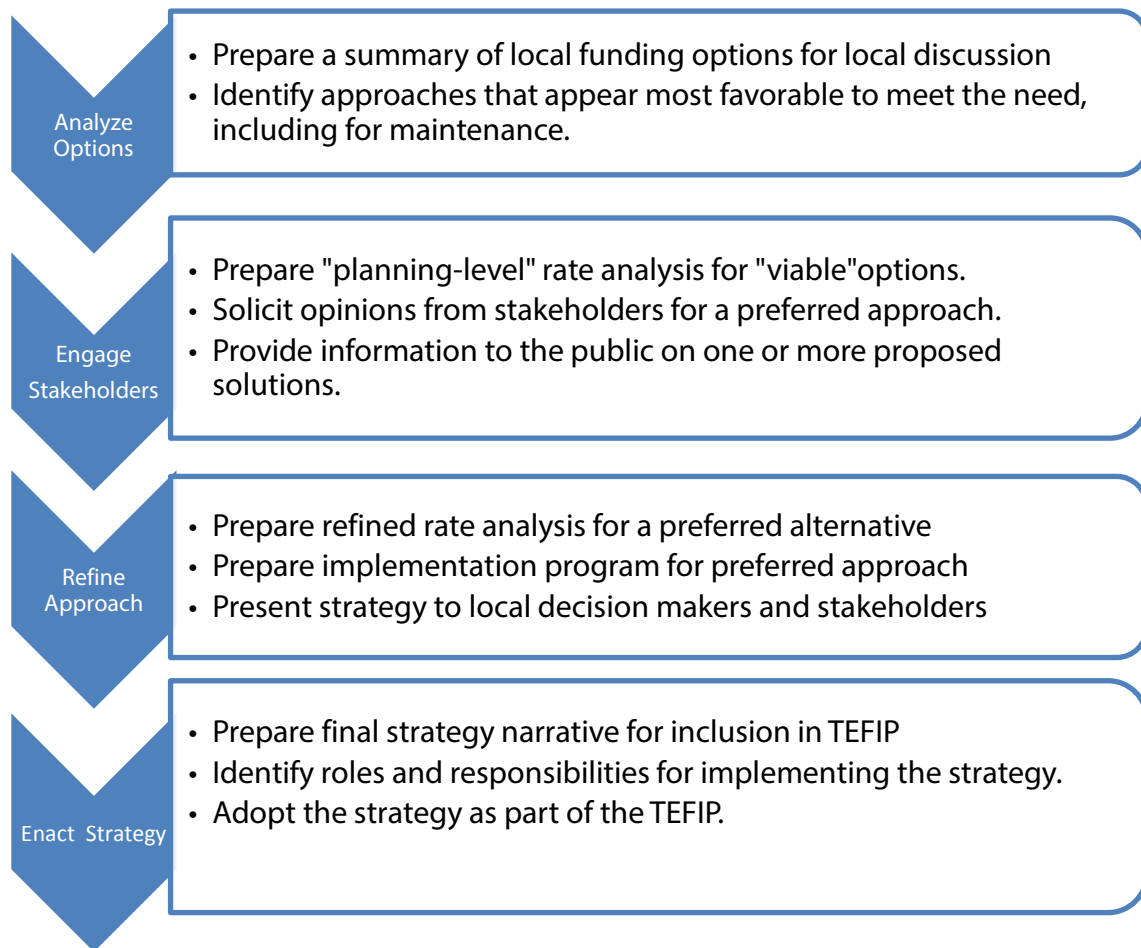 Analyze
Options
• Prepare a summary of local funding options for local discussion
• Identify approaches that appear most favorable to meet the need,
including for maintenance.
Engage
Stakeholders
• Prepare "planning-level" rate analysis for "viable"options.
• Solicit opinions from stakeholders for a preferred approach.
• Provide information to the public on one or more proposed
solutions.
Refine
Approach
• Prepare refined rate analysis for a preferred alternative
• Prepare implementation program for preferred approach
• Present strategy to local decision makers and stakeholders
Enact Strategy
• Prepare final strategy narrative for inclusion in TEFIP
• Identify roles and responsibilities for implementing the strategy.
• Adopt the strategy as part of the TEFIP.